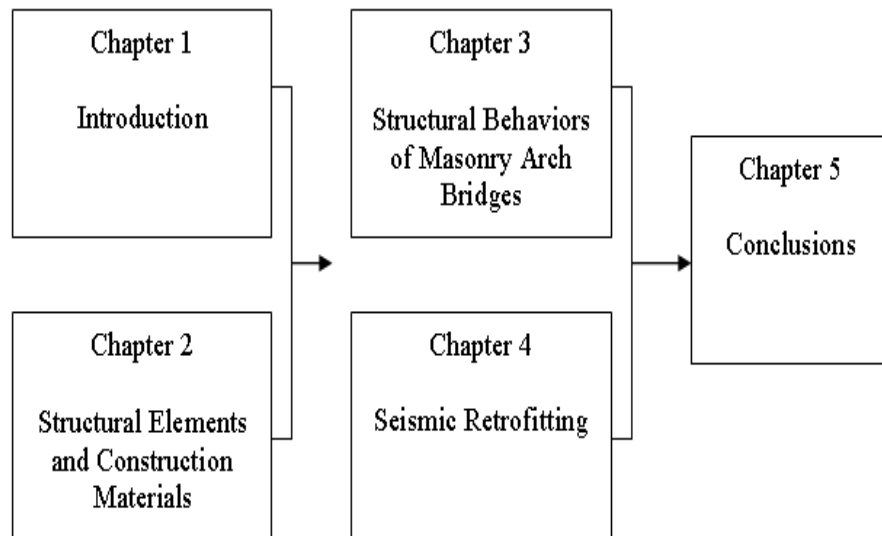 Chapter 1
Introduction
Chapter 2
Structural Elements
and Construction
Materials
Chapter 3
Structural Behaviors
of Masonry Arch
Bridges
Chapter 4
Seismic Retrofitting
Chapter 5
Conclusions